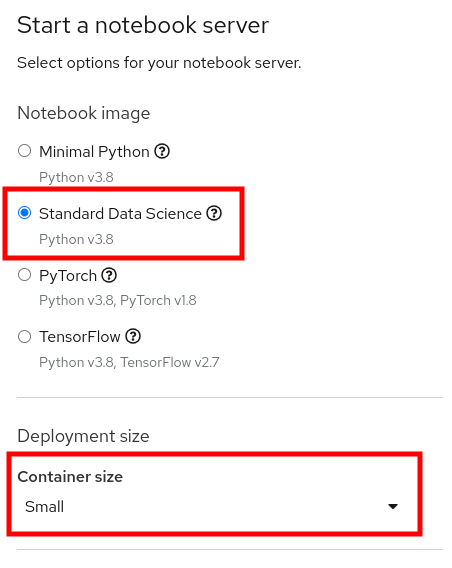 Start a notebook server
Select options for your notebook server.
Notebook image
Minimal Python
Python v3.8
Standard Data Science
Python v3.8
PyTorch
Python v3.8, PyTorch v1.8
TensorFlow
Python v3.8, TensorFlow v2.7
Deployment size
Container size
Small